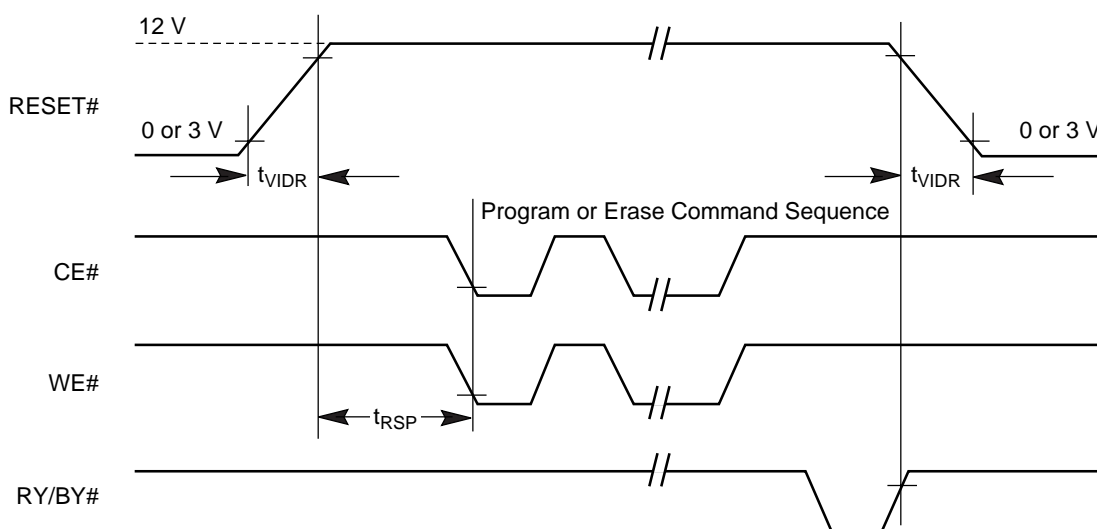 12 V
RESET#
0 or 3 V
0 or 3 V
tVIDR
tVIDR
Program or Erase Command Sequence
CE#
WE#
tRSP
RY/BY#